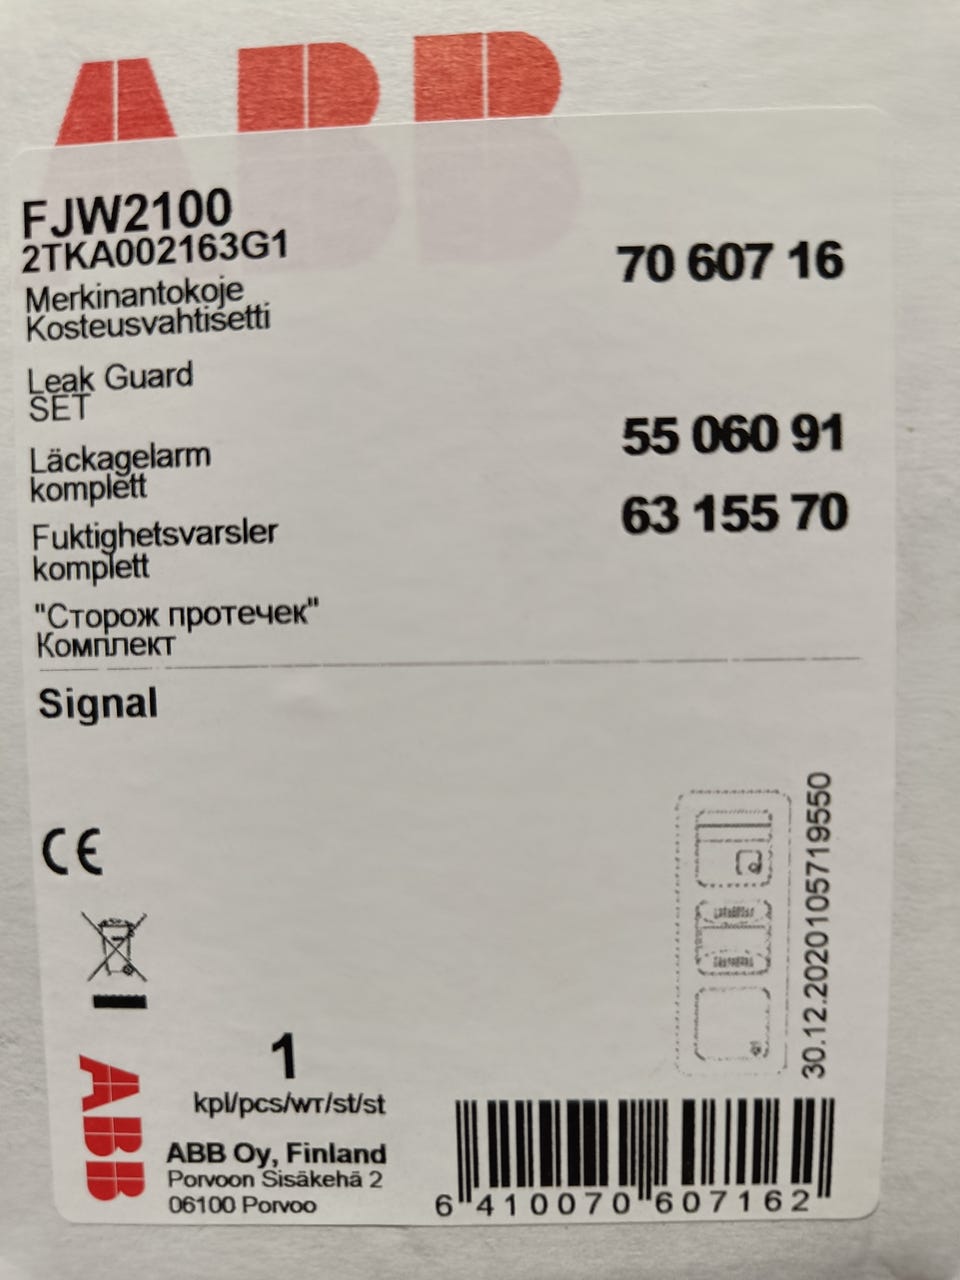 ABB
FJW2100
2TKA002163G1
70 607 16
Merkinantokoje
Kosteusvahtisetti
Leak Guard
SET
55 060 91
Läckagelarm
komplett
63 155 70
Fuktighetsvarsler
komplett
"Сторож протечек"
Комплект
Signal
CE
30.12.2020105719550
1
kpl/pcs/шт/st/st
ABB
ABB Oy, Finland
Porvoon Sisäkehä 2
06100 Porvoo
6 410070 607162